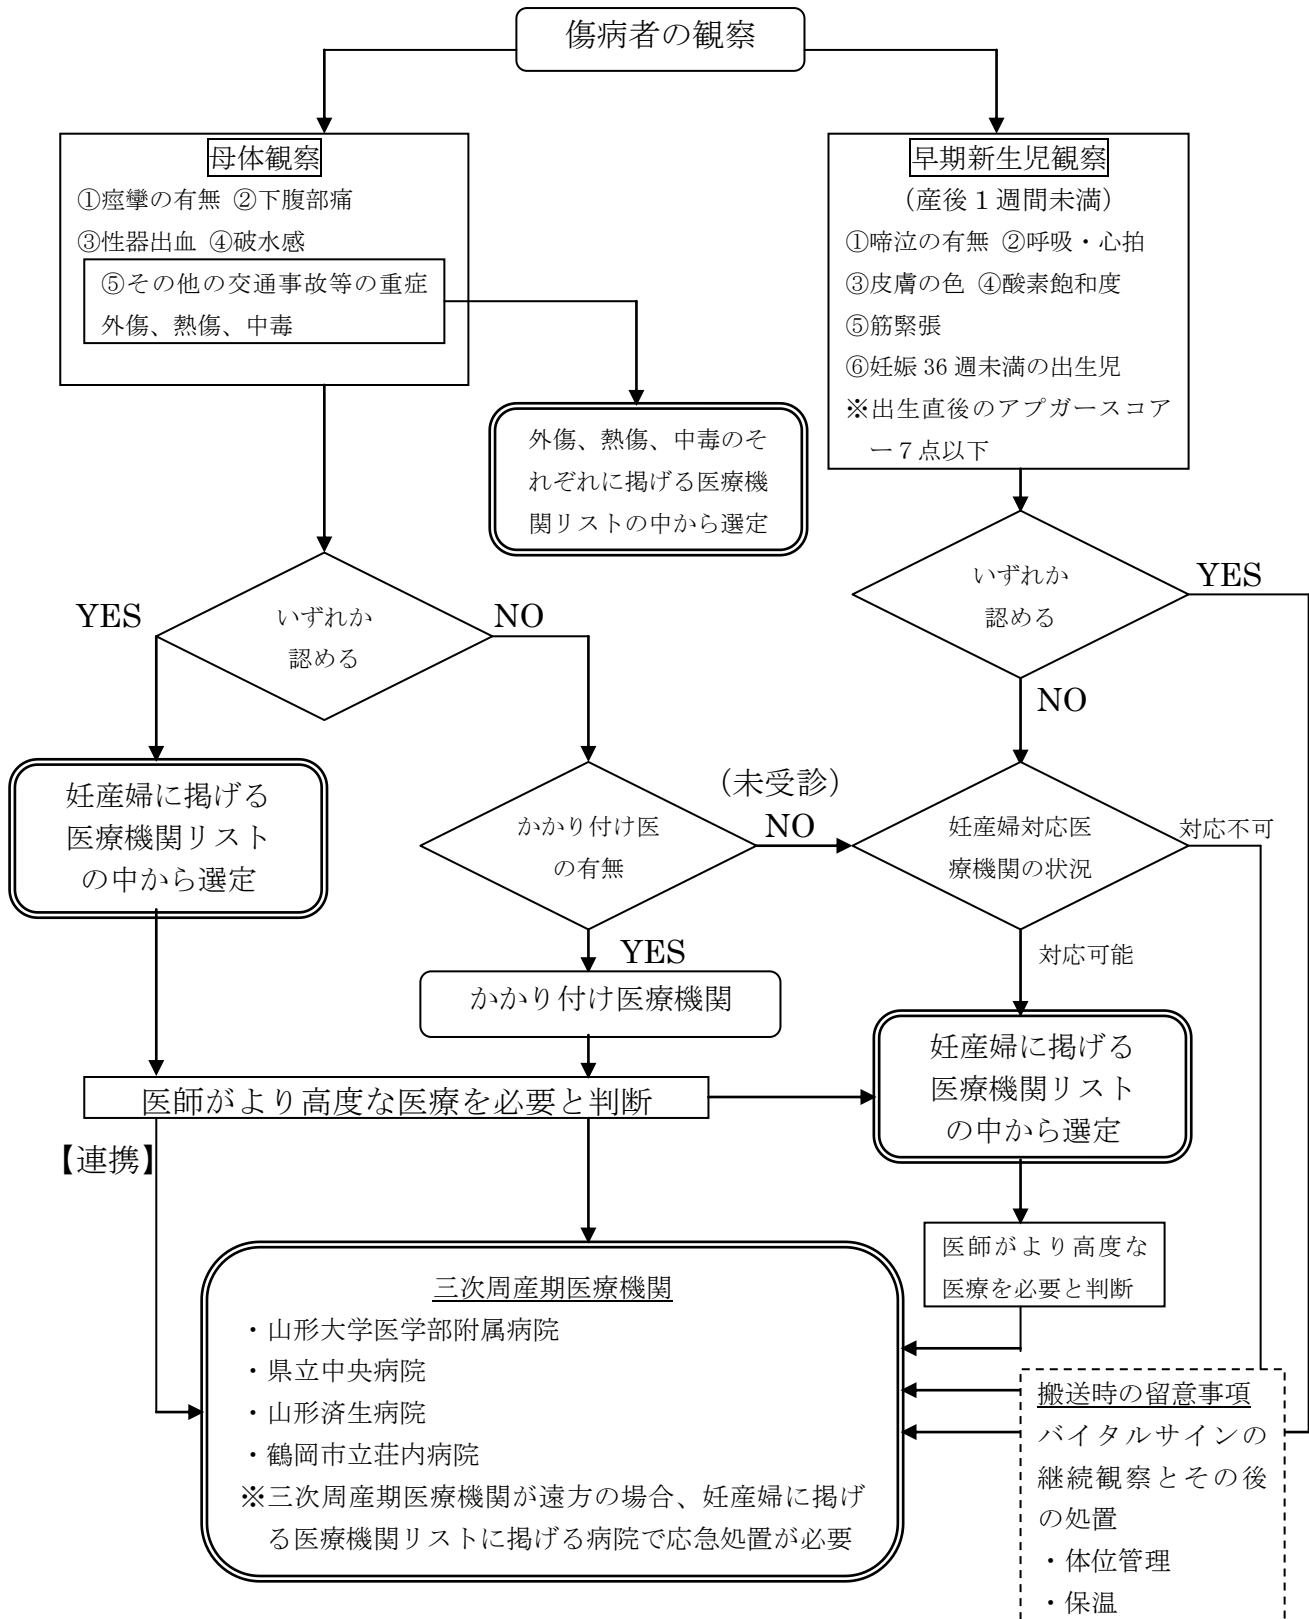 傷病者の観察
母体観察
①痙攣の有無 ②下腹部痛
③性器出血 ④破水感
⑤その他の交通事故等の重症
外傷、熱傷、中毒
早期新生児観察
（産後1週間未満）
①啼泣の有無 ②呼吸・心拍
③皮膚の色 ④酸素飽和度
⑤筋緊張
⑥妊娠36週未満の出生児
※出生直後のアプガースコア
ー7点以下
外傷、熱傷、中毒のそ
れぞれに掲げる医療機
関リストの中から選定
YES
いずれか
認める
NO
いずれか
認める
YES
NO
妊産婦に掲げる
医療機関リスト
の中から選定
かかり付け医
の有無
（未受診）
NO
妊産婦対応医
療機関の状況
対応不可
YES
対応可能
かかり付け医療機関
妊産婦に掲げる
医療機関リスト
の中から選定
医師がより高度な医療を必要と判断
【連携】
医師がより高度な
医療を必要と判断
三次周産期医療機関
・山形大学医学部附属病院
・県立中央病院
・山形済生病院
・鶴岡市立荘内病院
※三次周産期医療機関が遠方の場合、妊産婦に掲げ
る医療機関リストに掲げる病院で応急処置が必要
搬送時の留意事項
バイタルサインの
継続観察とその後
の処置
・体位管理
・保温